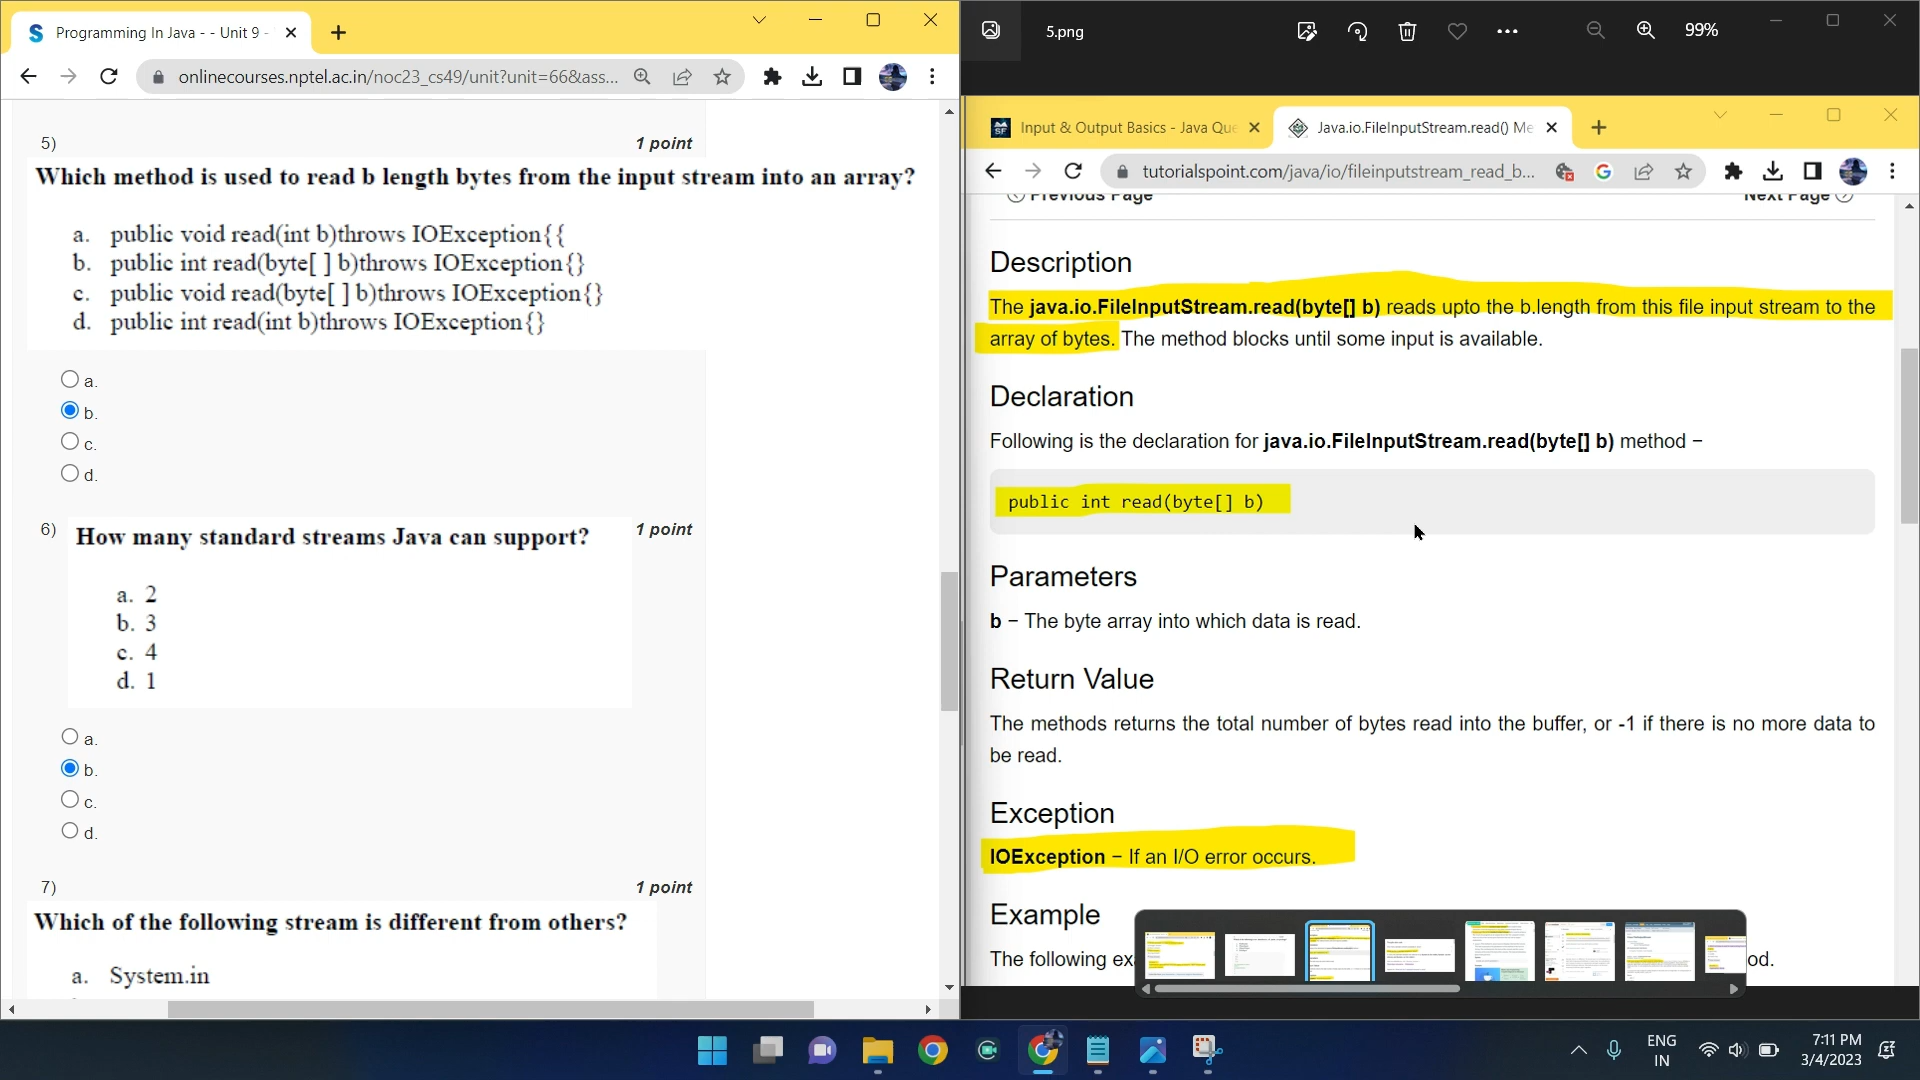 Programming In Java - - Unit 9 -
onlinecourses.nptel.ac.in/noc23_cs49/unit?unit=66&ass...
5)
1 point
Which method is used to read b length bytes from the input stream into an array?
a. public void read(int b)throws IOException{{
b. public int read(byte[ ] b)throws IOException{}
c. public void read(byte[ ] b)throws IOException{}
d. public int read(int b)throws IOException{}
a.
b.
c.
d.
6)
How many standard streams Java can support?
1 point
a. 2
b. 3
c. 4
d. 1
a.
b.
c.
d.
7)
1 point
Which of the following stream is different from others?
a. System.in
5.png
99%
Input & Output Basics - Java Que
Java.io.FileInputStream.read() Me
tutorialspoint.com/java/io/fileinputstream_read_b...
Previous Page
Next Page
Description
The java.io.FileInputStream.read(byte[] b) reads upto the b.length from this file input stream to the
array of bytes. The method blocks until some input is available.
Declaration
Following is the declaration for java.io.FileInputStream.read(byte[] b) method −
public int read(byte[] b)
Parameters
b − The byte array into which data is read.
Return Value
The methods returns the total number of bytes read into the buffer, or -1 if there is no more data to
be read.
Exception
IOException − If an I/O error occurs.
Example
The following ex
od.
ENG
IN
7:11 PM
3/4/2023